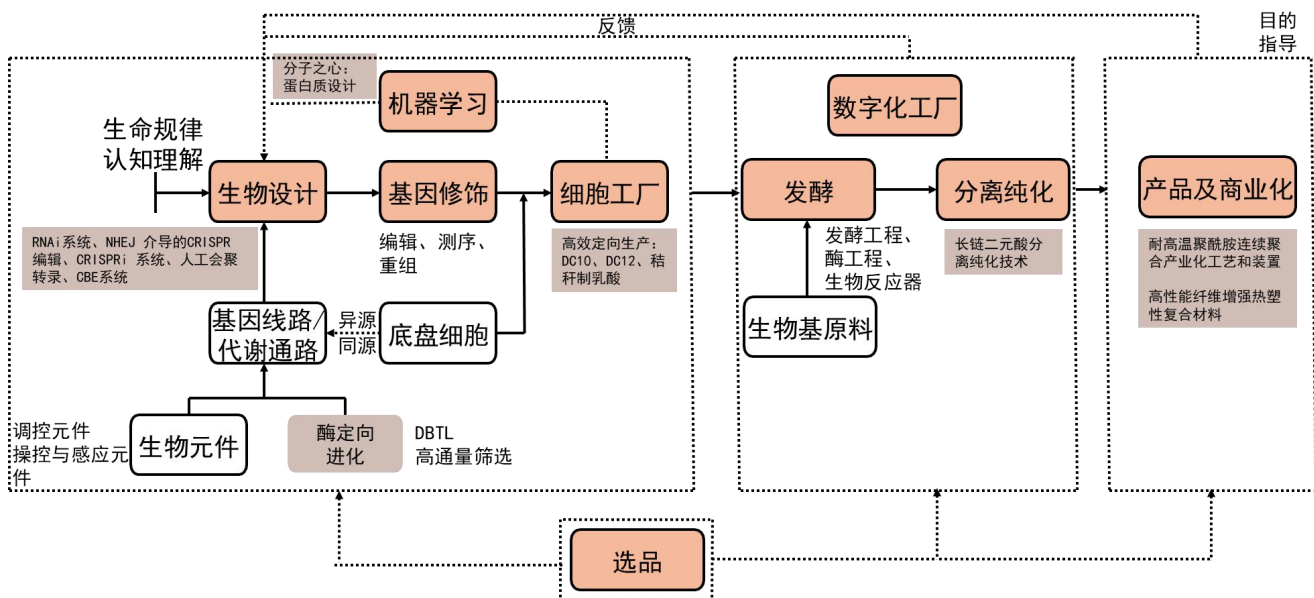 反馈
目的
指导
分子之心：
蛋白质设计
机器学习
数字化工厂
生命规律
认知理解
生物设计
基因修饰
细胞工厂
发酵
分离纯化
产品及商业化
RNAi系统、NHEJ 介导的CRISPR
编辑、CRISPRi 系统、人工会聚
转录、CBE系统
编辑、测序、
重组
高效定向生产：
DC10、DC12、秸
秆制乳酸
发酵工程、
酶工程、
生物反应器
长链二元酸分
离纯化技术
耐高温聚酰胺连续聚
合产业化工艺和装置
高性能纤维增强热塑
性复合材料
基因线路/
代谢通路
异源
同源
底盘细胞
生物基原料
调控元件
操控与感应元
件
生物元件
酶定向
进化
DBTL
高通量筛选
选品